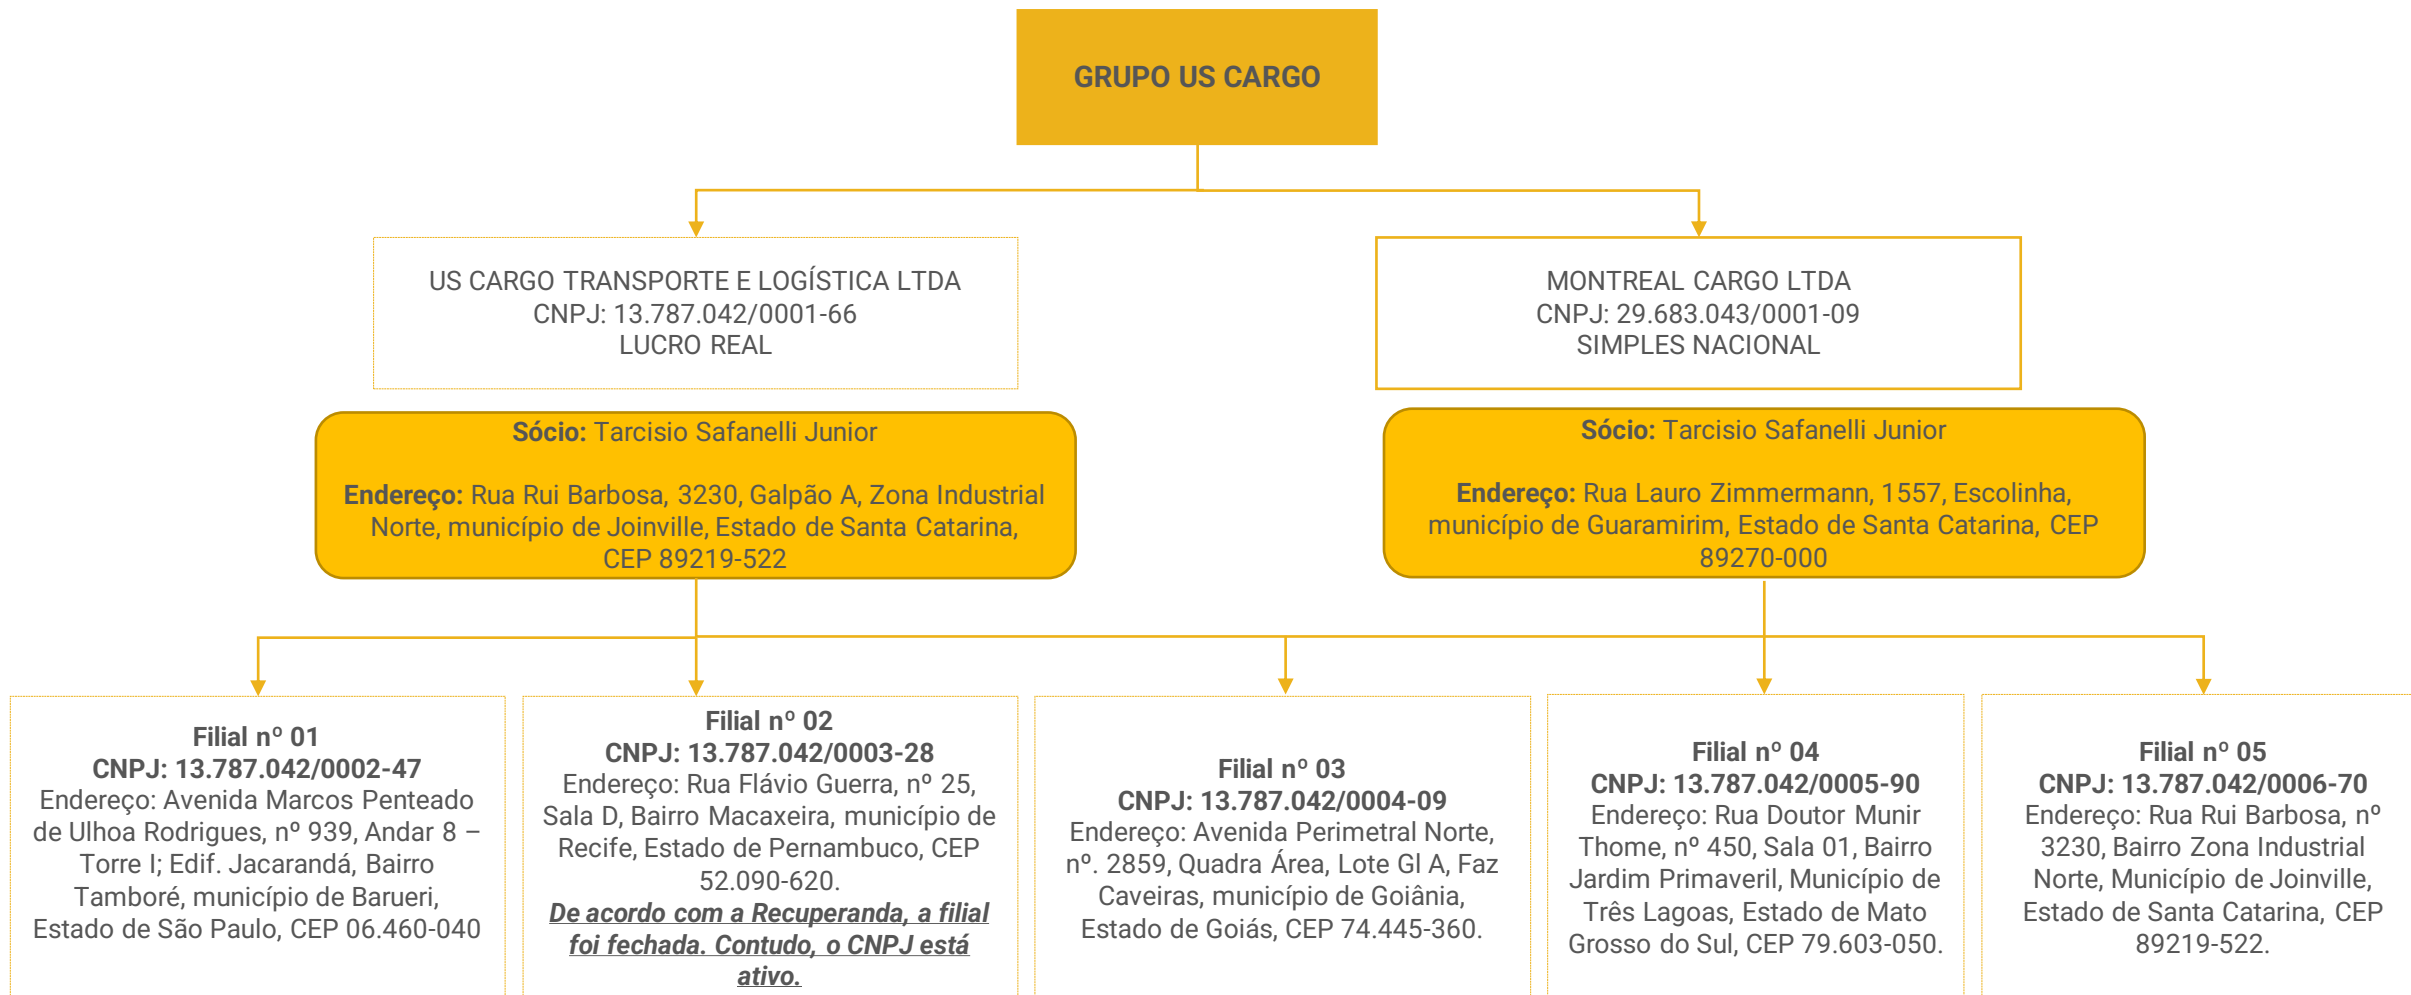 GRUPO US CARGO
US CARGO TRANSPORTE E LOGÍSTICA LTDA
CNPJ: 13.787.042/0001-66
LUCRO REAL
MONTREAL CARGO LTDA
CNPJ: 29.683.043/0001-09
SIMPLES NACIONAL
Sócio: Tarcisio Safanelli Junior
Endereço: Rua Rui Barbosa, 3230, Galpão A, Zona Industrial
Norte, município de Joinville, Estado de Santa Catarina,
CEP 89219-522
Sócio: Tarcisio Safanelli Junior
Endereço: Rua Lauro Zimmermann, 1557, Escolinha,
município de Guaramirim, Estado de Santa Catarina, CEP
89270-000
Filial nº 01
CNPJ: 13.787.042/0002-47
Endereço: Avenida Marcos Penteado
de Ulhoa Rodrigues, nº 939, Andar 8 –
Torre I; Edif. Jacarandá, Bairro
Tamboré, município de Barueri,
Estado de São Paulo, CEP 06.460-040
Filial nº 02
CNPJ: 13.787.042/0003-28
Endereço: Rua Flávio Guerra, nº 25,
Sala D, Bairro Macaxeira, município de
Recife, Estado de Pernambuco, CEP
52.090-620.
De acordo com a Recuperanda, a filial
foi fechada. Contudo, o CNPJ está
ativo.
Filial nº 03
CNPJ: 13.787.042/0004-09
Endereço: Avenida Perimetral Norte,
nº. 2859, Quadra Área, Lote Gl A, Faz
Caveiras, município de Goiânia,
Estado de Goiás, CEP 74.445-360.
Filial nº 04
CNPJ: 13.787.042/0005-90
Endereço: Rua Doutor Munir
Thome, nº 450, Sala 01, Bairro
Jardim Primaveril, Município de
Três Lagoas, Estado de Mato
Grosso do Sul, CEP 79.603-050.
Filial nº 05
CNPJ: 13.787.042/0006-70
Endereço: Rua Rui Barbosa, nº
3230, Bairro Zona Industrial
Norte, Município de Joinville,
Estado de Santa Catarina, CEP
89219-522.